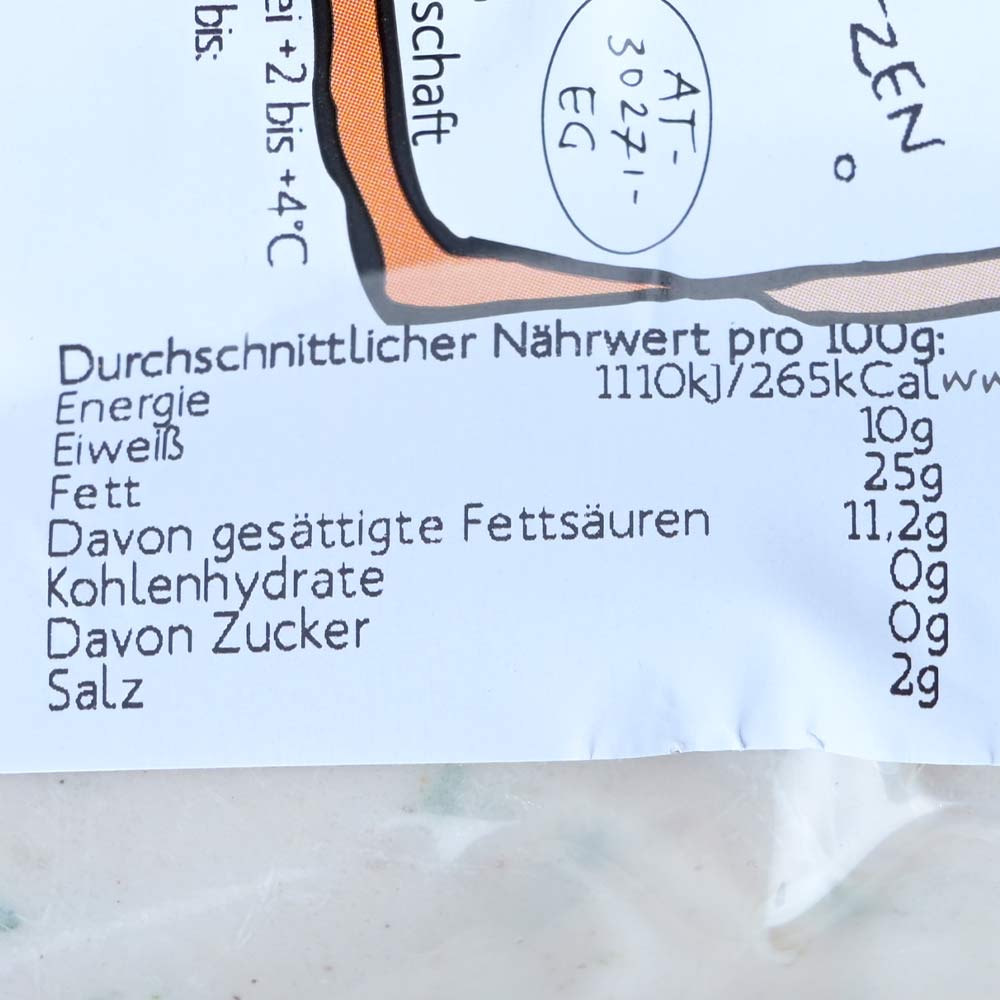 bis:
ei +2 bis +4°C
schaft
AT-
30271-
EG
ZEN
Durchschnittlicher Nährwert pro 100g:
Energie 1110kJ/265kCal
Eiweiß 10g
Fett 25g
Davon gesättigte Fettsäuren 11,2g
Kohlenhydrate 0g
Davon Zucker 0g
Salz 2g